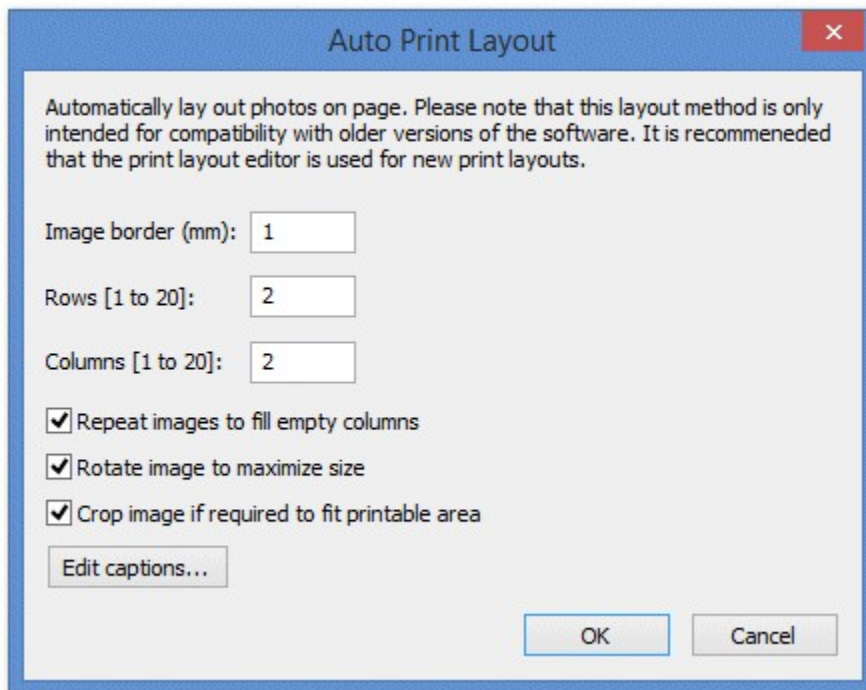 Auto Print Layout
Automatically lay out photos on page. Please note that this layout method is only
intended for compatibility with older versions of the software. It is recommeneded
that the print layout editor is used for new print layouts.
Image border (mm): 1
Rows [1 to 20]: 2
Columns [1 to 20]: 2
Repeat images to fill empty columns
Rotate image to maximize size
Crop image if required to fit printable area
Edit captions...
OK Cancel